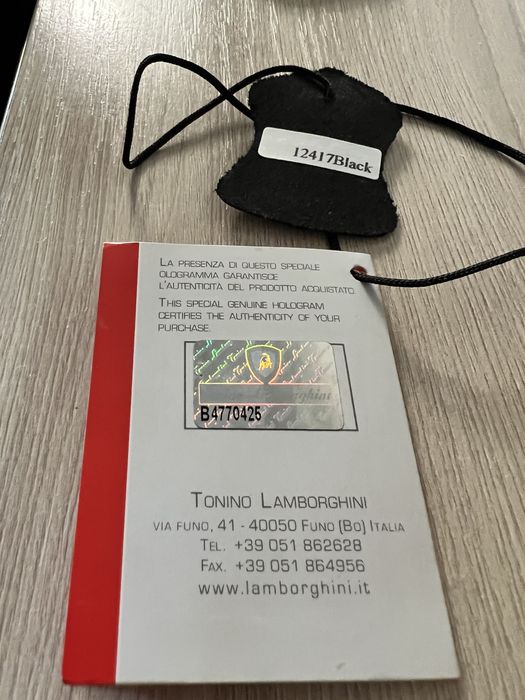 12417Black
LA PRESENZA DI QUESTO SPECIALE
OLOGRAMMA GARANTISCE
L'AUTENTICITÀ DEL PRODOTTO ACQUISTATO.
THIS SPECIAL GENUINE HOLOGRAM
CERTIFIES THE AUTHENTICITY OF YOUR
PURCHASE.
B4770425
TONINO LAMBORGHINI
VIA FUNO, 41 - 40050 FUNO (BO) ITALIA
TEL. +39 051 862628
FAX. +39 051 864956
www.lamborghini.it